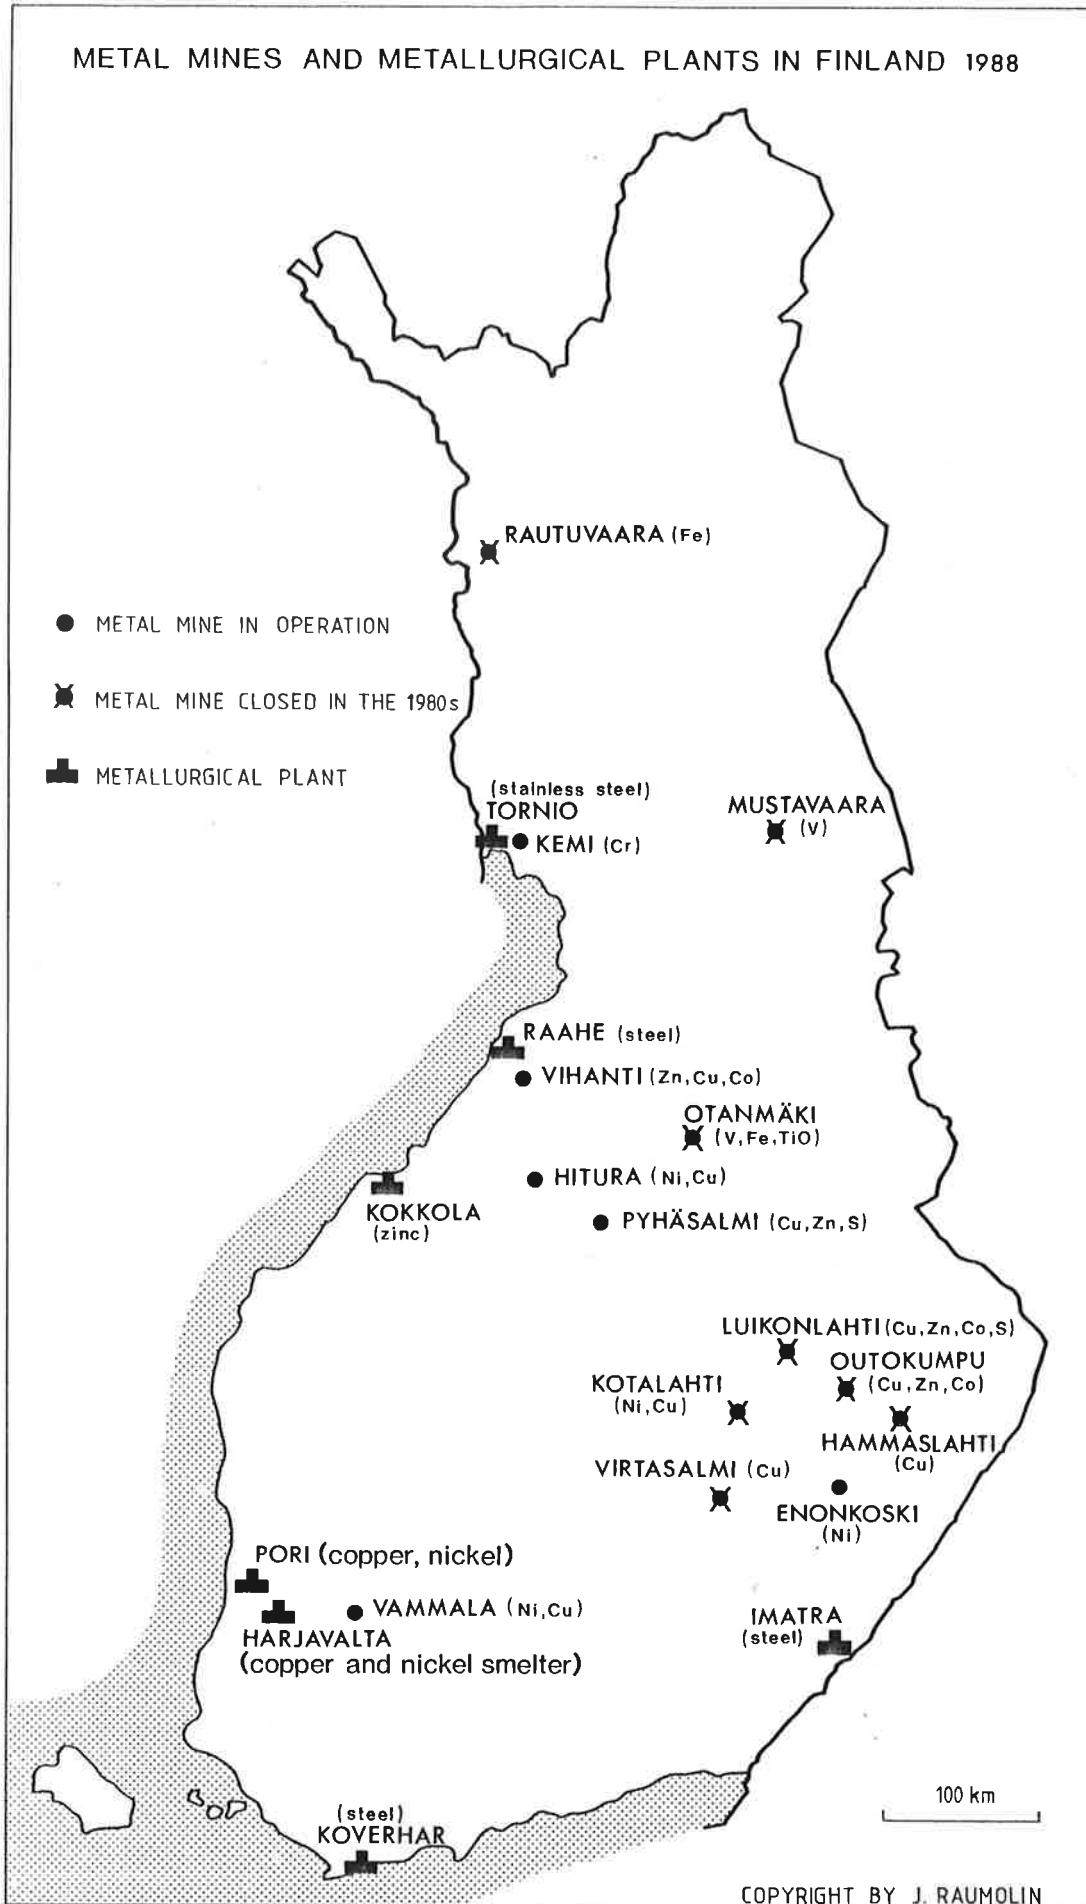 METAL MINES AND METALLURGICAL PLANTS IN FINLAND 1988
RAUTUVAARA (Fe)
METAL MINE IN OPERATION
METAL MINE CLOSED IN THE 1980s
METALLURGICAL PLANT
(stainless steel)
TORNIO
KEMI (Cr)
MUSTAVAARA
(V)
RAAHE (steel)
VIHANTI (Zn,Cu,Co)
OTANMÄKI
(V,Fe,TiO)
HITURA (Ni,Cu)
KOKKOLA
(zinc)
PYHÄSALMI (Cu,Zn,S)
LUIKONLAHTI (Cu,Zn,Co,S)
OUTOKUMPU
(Cu,Zn,Co)
KOTALAHTI
(Ni,Cu)
HAMMASLAHTI
(Cu)
VIRTASALMI (Cu)
ENONKOSKI
(Ni)
PORI (copper, nickel)
VAMMALA (Ni,Cu)
HARJAVALTA
(copper and nickel smelter)
IMATRA
(steel)
100 km
(steel)
KOVERHAR
COPYRIGHT BY J. RAUMOLIN